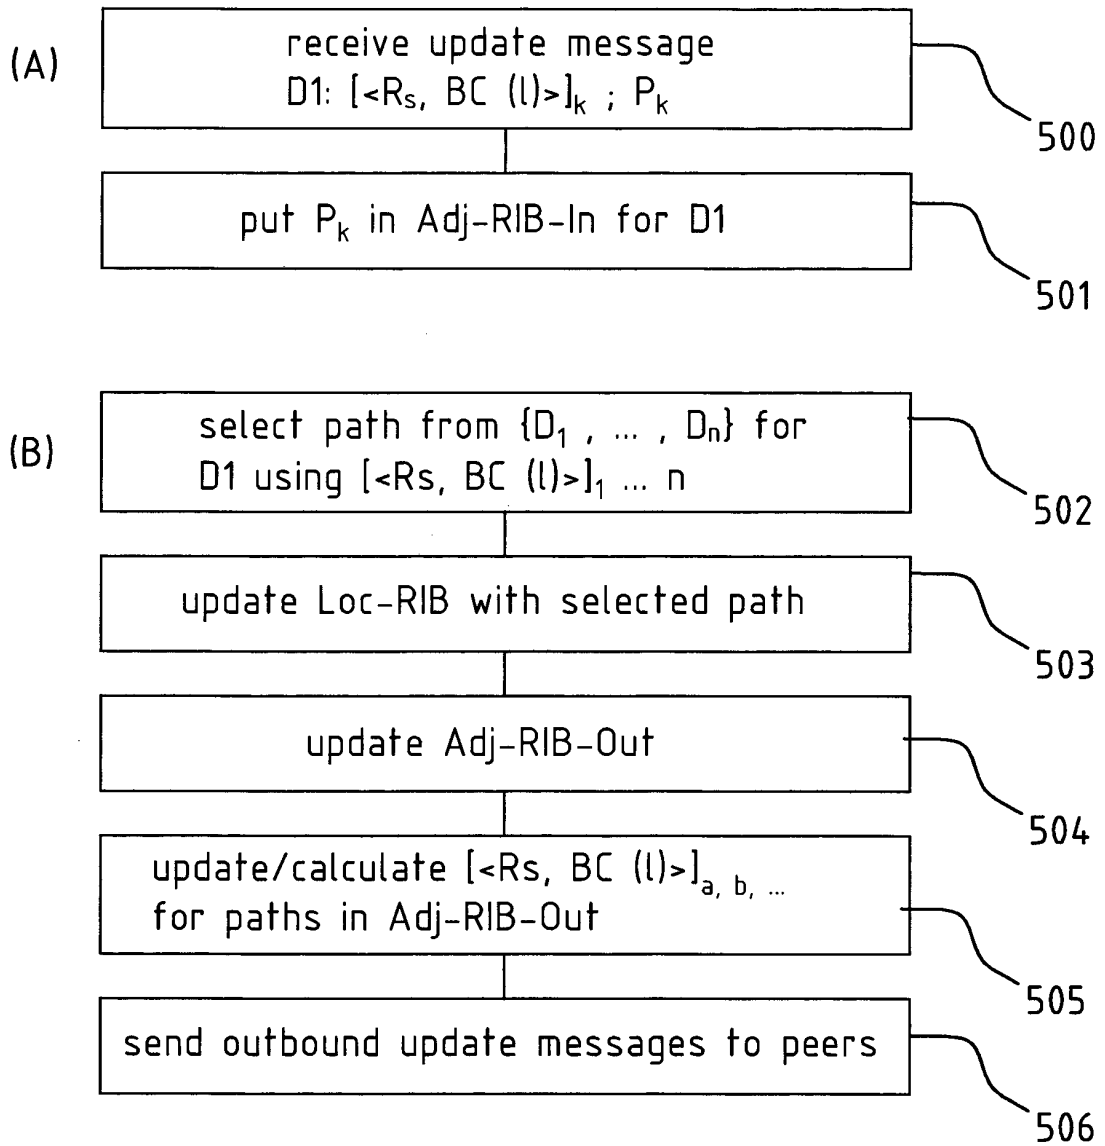 (A)
receive update message
D1: [<Rs, BC (l)>]k ; Pk
500
put Pk in Adj-RIB-In for D1
501
(B)
select path from {D1 , ... , Dn} for
D1 using [<Rs, BC (l)>]1 ... n
502
update Loc-RIB with selected path
503
update Adj-RIB-Out
504
update/calculate [<Rs, BC (l)>]a, b, ...
for paths in Adj-RIB-Out
505
send outbound update messages to peers
506